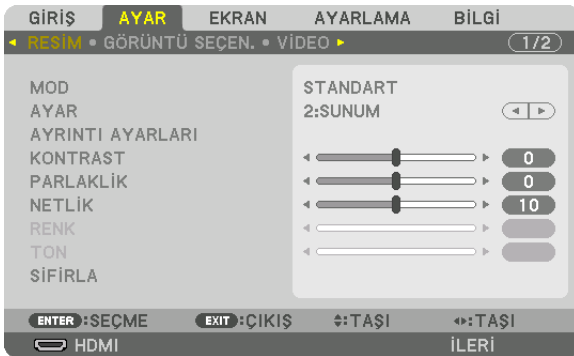 GİRİŞ AYAR EKRAN AYARLAMA BİLGİ
RESİM • GÖRÜNTÜ SEÇEN. • VİDEO 1/2
MOD STANDART
AYAR 2:SUNUM
AYRINTI AYARLARI
KONTRAST 0
PARLAKLİK 0
NETLİK 10
RENK
TON
SİFİRLA
ENTER :SEÇME EXIT :ÇIKIŞ :TAŞI :TAŞI
HDMI İLERİ